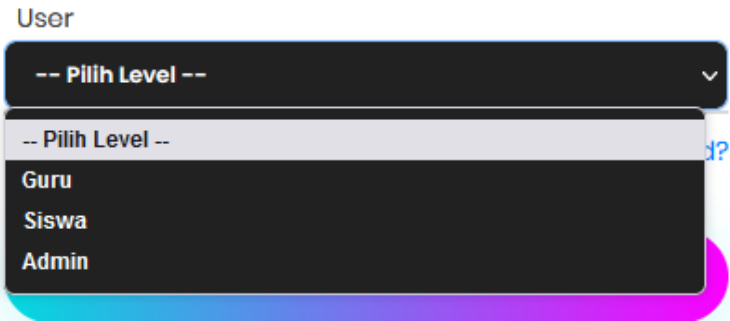 User
-- Pilih Level --
-- Pilih Level --
d?
Guru
Siswa
Admin